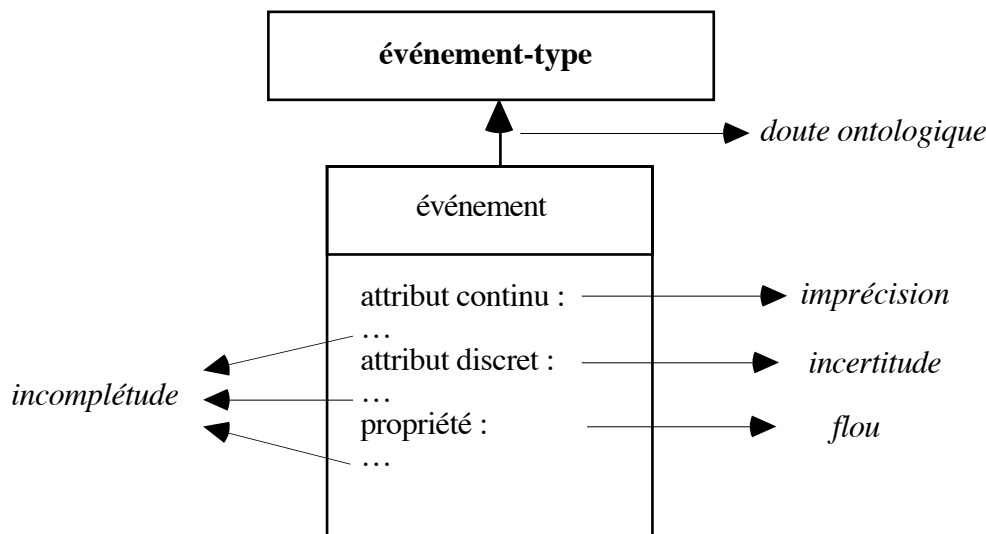 événement-type
doute ontologique
événement
attribut continu :
imprécision
…
attribut discret :
incertitude
incomplétude
…
propriété :
flou
…